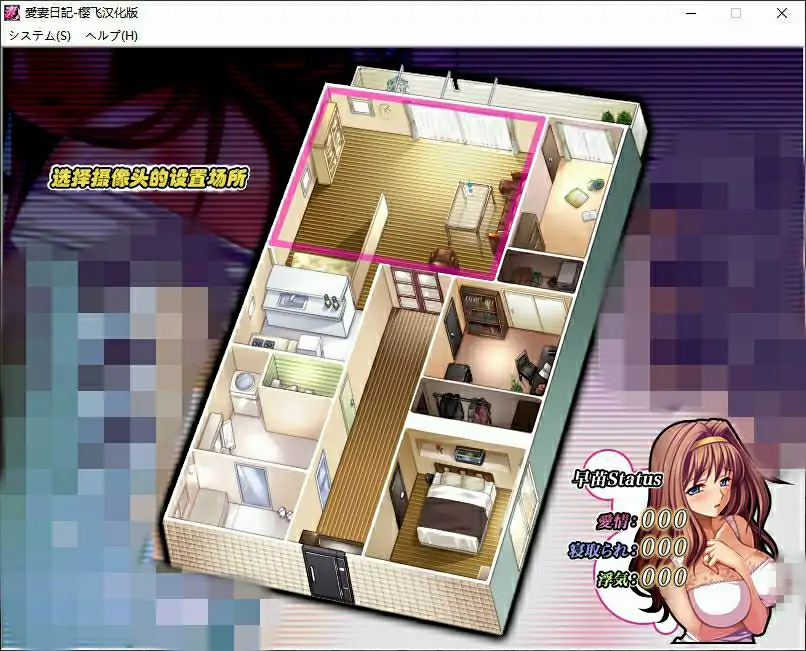 愛妻日記-樱飞汉化版
システム(S) ヘルプ(H)
选择摄像头的设置场所
早苗Status
愛情:000
寝取られ:000
浮気:000